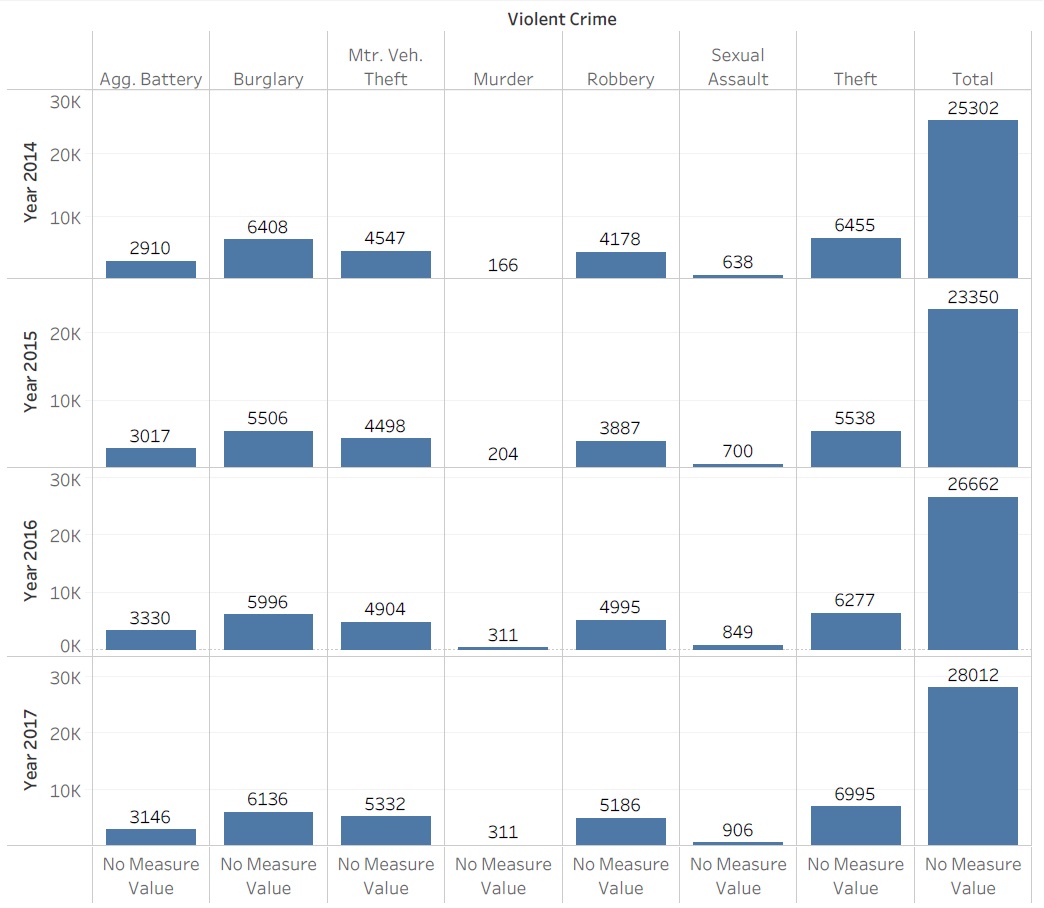 Violent Crime
Agg. Battery
Burglary
Mtr. Veh.
Theft
Murder
Robbery
Sexual
Assault
Theft
Total
Year 2014
30K
20K
10K
2910
6408
4547
166
4178
638
6455
25302
Year 2015
20K
10K
3017
5506
4498
204
3887
700
5538
23350
Year 2016
30K
20K
10K
0K
3330
5996
4904
311
4995
849
6277
26662
Year 2017
30K
20K
10K
3146
6136
5332
311
5186
906
6995
28012
No Measure
Value
No Measure
Value
No Measure
Value
No Measure
Value
No Measure
Value
No Measure
Value
No Measure
Value
No Measure
Value